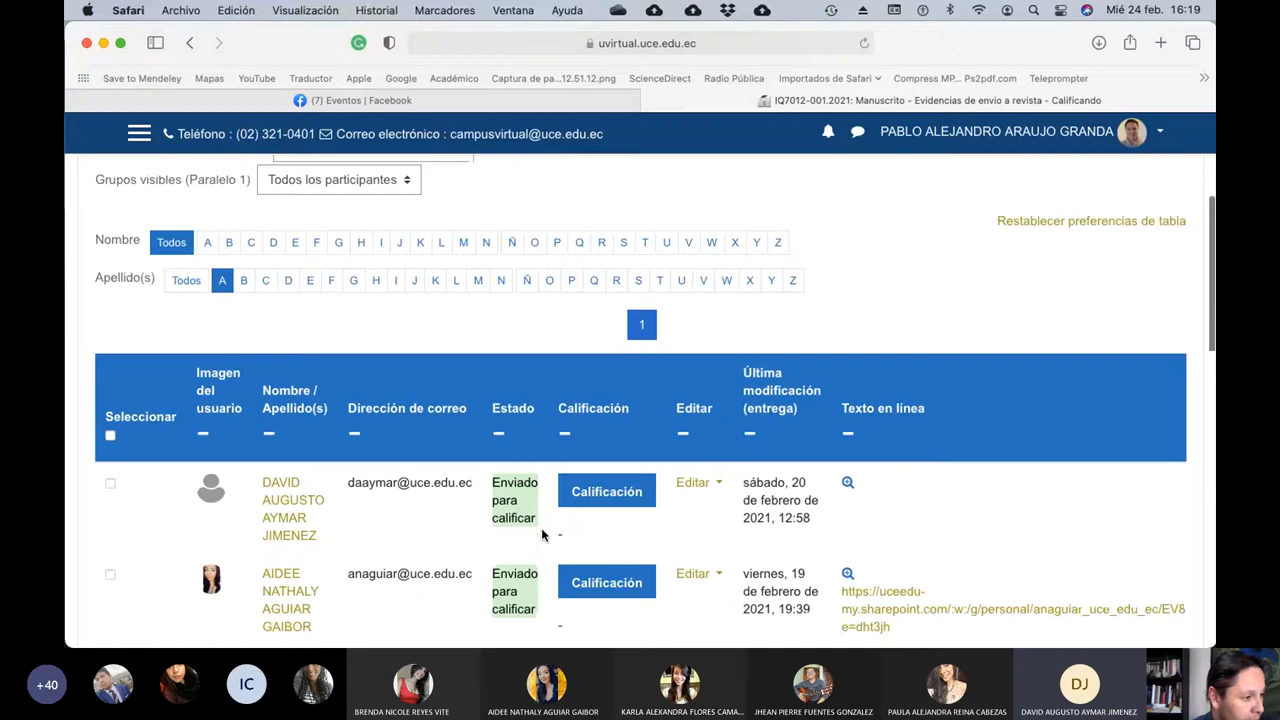 Safari Archivo Edición Visualización Historial Marcadores Ventana Ayuda Mié 24 feb. 16:19
uvirtual.uce.edu.ec
Save to Mendeley Mapas YouTube Traductor Apple Google Académico Captura de pa...12.51.12.png ScienceDirect Radio Pública Importados de Safari Compress MP... Ps2pdf.com Teleprompter
(7) Eventos | Facebook IQ7012-001.2021: Manuscrito - Evidencias de envio a revista - Calificando
Teléfono : (02) 321-0401 Correo electrónico : campusvirtual@uce.edu.ec PABLO ALEJANDRO ARAUJO GRANDA
Grupos visibles (Paralelo 1) Todos los participantes
Restablecer preferencias de tabla
Nombre Todos A B C D E F G H I J K L M N Ñ O P Q R S T U V W X Y Z
Apellido(s) Todos A B C D E F G H I J K L M N Ñ O P Q R S T U V W X Y Z
1
Seleccionar
Imagen
del
usuario
Nombre /
Apellido(s)
Dirección de correo
Estado
Calificación
Editar
Última
modificación
(entrega)
Texto en línea
DAVID
AUGUSTO
AYMAR
JIMENEZ
daaymar@uce.edu.ec
Enviado
para
calificar
Calificación
-
Editar
sábado, 20
de febrero de
2021, 12:58
AIDEE
NATHALY
AGUIAR
GAIBOR
anaguiar@uce.edu.ec
Enviado
para
calificar
Calificación
-
Editar
viernes, 19
de febrero de
2021, 19:39
https://uceedu-
my.sharepoint.com/:w:/g/personal/anaguiar_uce_edu_ec/EV8
e=dht3jh
+40
IC
BRENDA NICOLE REYES VITE
AIDEE NATHALY AGUIAR GAIBOR
KARLA ALEXANDRA FLORES CAMA...
JHEAN PIERRE FUENTES GONZALEZ
PAULA ALEJANDRA REINA CABEZAS
DJ
DAVID AUGUSTO AYMAR JIMENEZ